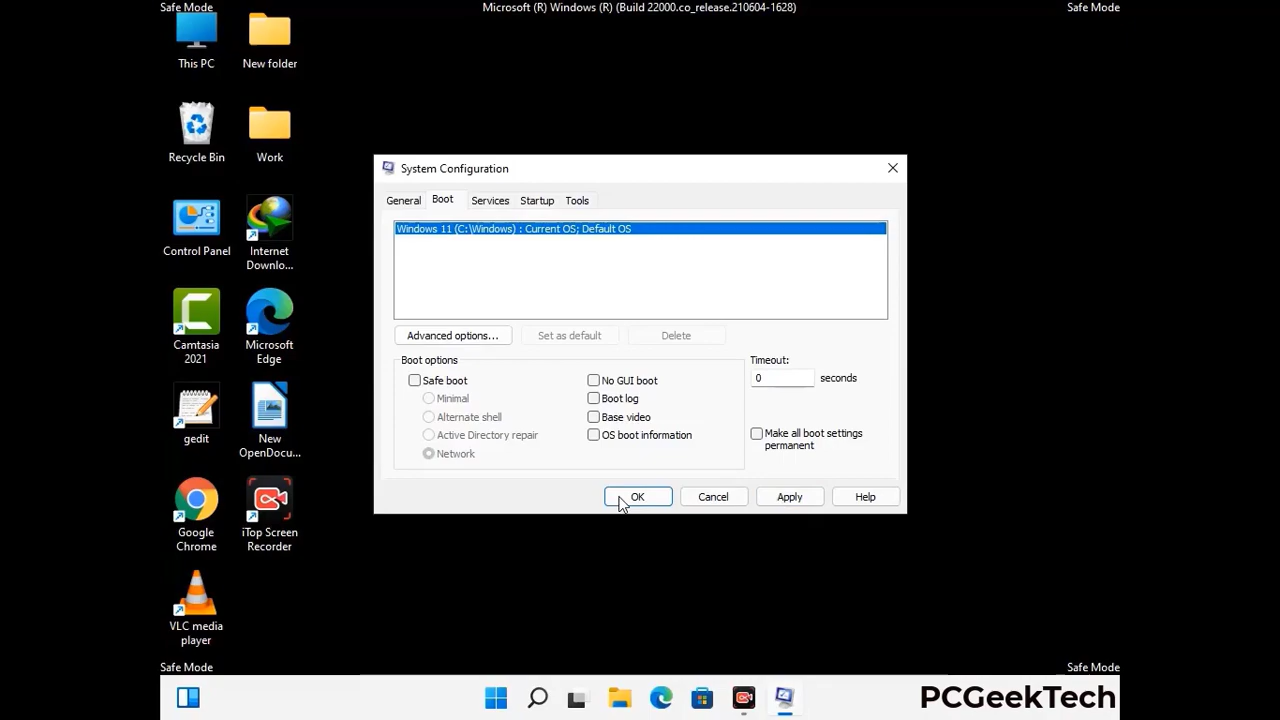 Safe Mode
Microsoft (R) Windows (R) (Build 22000.co_release.210604-1628)
Safe Mode
This PC
New folder
Recycle Bin
Work
Control Panel
Internet
Downlo...
Camtasia
2021
Microsoft
Edge
gedit
New
OpenDocu...
Google
Chrome
iTop Screen
Recorder
VLC media
player
System Configuration
General
Boot
Services
Startup
Tools
Windows 11 (C:\Windows) : Current OS; Default OS
Advanced options...
Set as default
Delete
Boot options
Safe boot
Minimal
Alternate shell
Active Directory repair
Network
No GUI boot
Boot log
Base video
OS boot information
Timeout:
0 seconds
Make all boot settings
permanent
OK
Cancel
Apply
Help
Safe Mode
Safe Mode
PCGeekTech